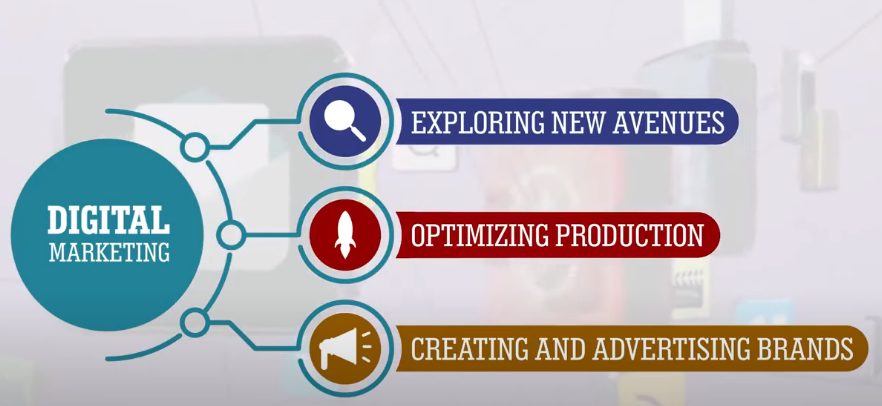 DIGITAL
MARKETING
EXPLORING NEW AVENUES
OPTIMIZING PRODUCTION
CREATING AND ADVERTISING BRANDS